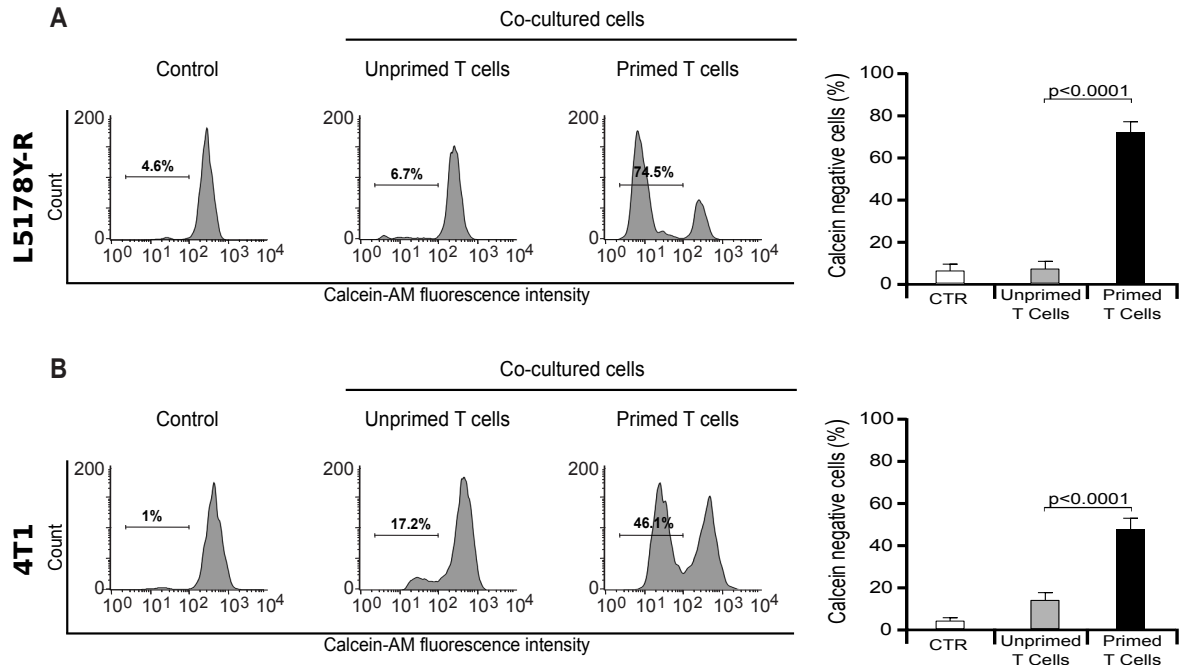 A
Co-cultured cells
Control
Unprimed T cells
Primed T cells
L5178Y-R
Count
200
0
4.6%
10⁰ 10¹ 10² 10³ 10⁴
200
0
6.7%
10⁰ 10¹ 10² 10³ 10⁴
200
0
74.5%
10⁰ 10¹ 10² 10³ 10⁴
Calcein-AM fluorescence intensity
Calcein negative cells (%)
100
80
60
40
20
0
p<0.0001
CTR
Unprimed
T Cells
Primed
T Cells
B
Co-cultured cells
Control
Unprimed T cells
Primed T cells
4T1
Count
200
0
1%
10⁰ 10¹ 10² 10³ 10⁴
200
0
17.2%
10⁰ 10¹ 10² 10³ 10⁴
200
0
46.1%
10⁰ 10¹ 10² 10³ 10⁴
Calcein-AM fluorescence intensity
Calcein negative cells (%)
100
80
60
40
20
0
p<0.0001
CTR
Unprimed
T Cells
Primed
T Cells